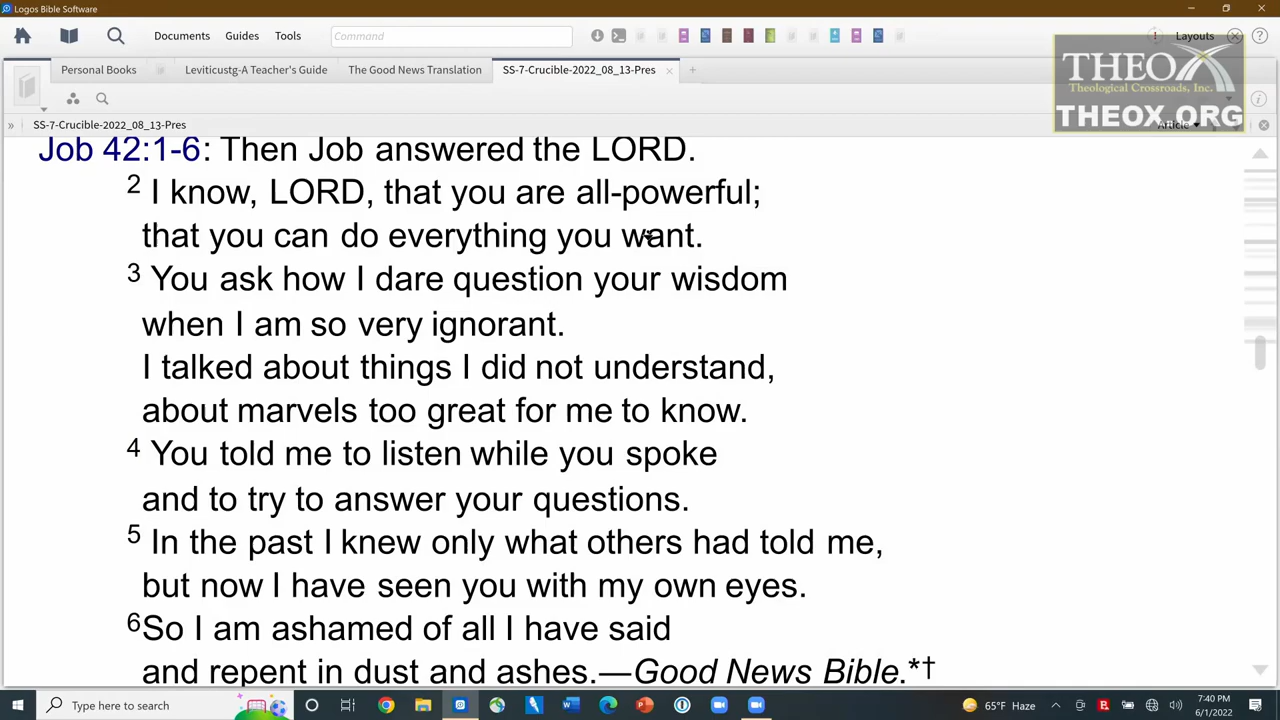 Logos Bible Software
Documents Guides Tools Command Layouts
THEOX
Theological Crossroads, Inc.
THEOX.ORG
Personal Books Leviticustg-A Teacher's Guide The Good News Translation SS-7-Crucible-2022_08_13-Pres
» SS-7-Crucible-2022_08_13-Pres Article
Job 42:1-6: Then Job answered the LORD.
2 I know, LORD, that you are all-powerful;
that you can do everything you want.
3 You ask how I dare question your wisdom
when I am so very ignorant.
I talked about things I did not understand,
about marvels too great for me to know.
4 You told me to listen while you spoke
and to try to answer your questions.
5 In the past I knew only what others had told me,
but now I have seen you with my own eyes.
6So I am ashamed of all I have said
and repent in dust and ashes.—Good News Bible.*†
Type here to search 65°F Haze 7:40 PM
6/1/2022